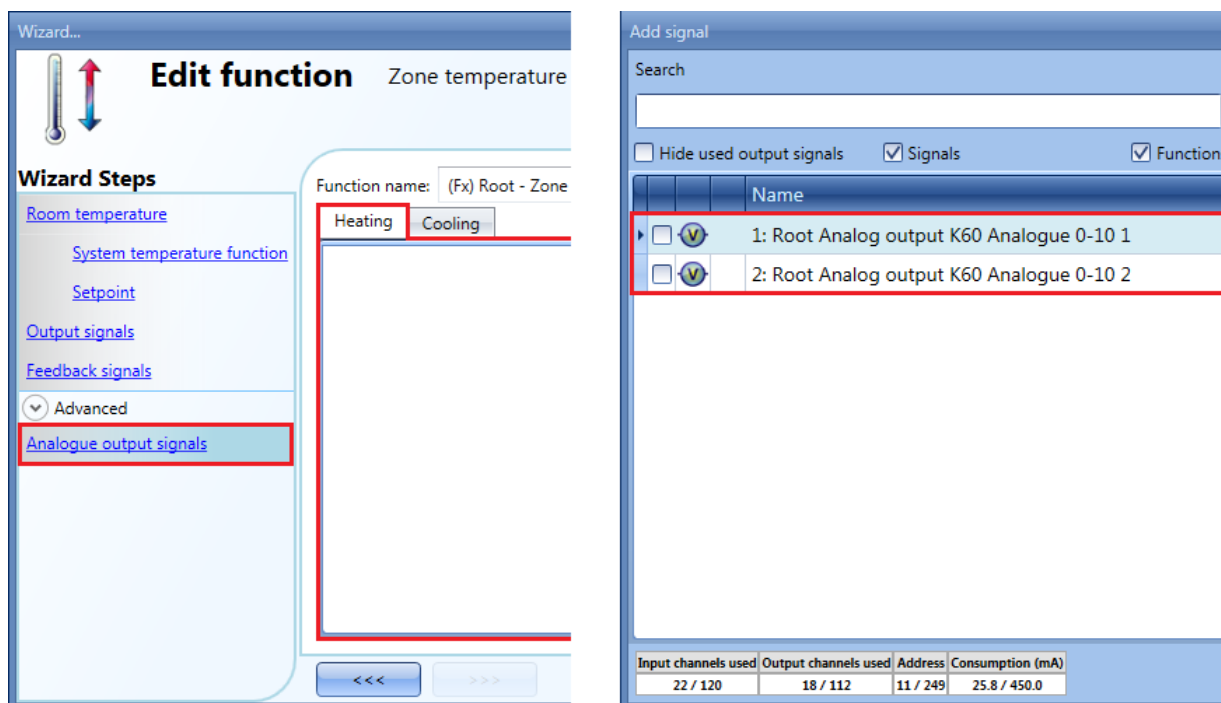 Wizard...
Edit function Zone temperature
Wizard Steps
Room temperature
System temperature function
Setpoint
Output signals
Feedback signals
Advanced
Analogue output signals
Function name: (Fx) Root - Zone
Heating Cooling
<<< >>>
Add signal
Search
Hide used output signals Signals Function
Name
1: Root Analog output K60 Analogue 0-10 1
2: Root Analog output K60 Analogue 0-10 2
Input channels used Output channels used Address Consumption (mA)
22 / 120 18 / 112 11 / 249 25.8 / 450.0